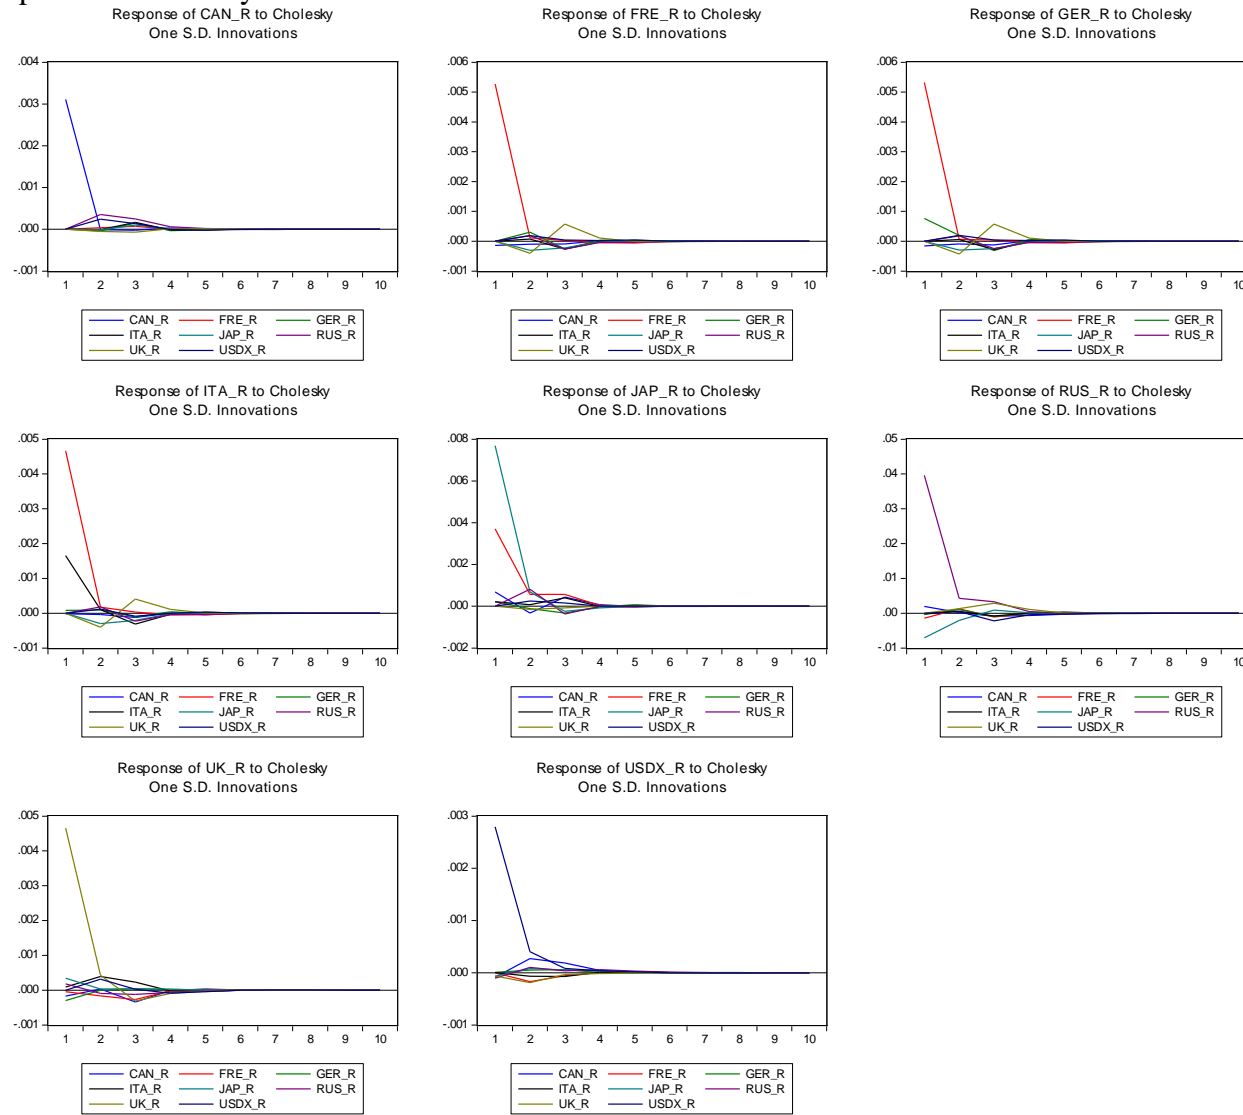 Response of CAN_R to Cholesky
One S.D. Innovations
.004
.003
.002
.001
.000
-.001
1 2 3 4 5 6 7 8 9 10
CAN_R FRE_R GER_R
ITA_R JAP_R RUS_R
UK_R USDX_R
Response of FRE_R to Cholesky
One S.D. Innovations
.006
.005
.004
.003
.002
.001
.000
-.001
1 2 3 4 5 6 7 8 9 10
CAN_R FRE_R GER_R
ITA_R JAP_R RUS_R
UK_R USDX_R
Response of GER_R to Cholesky
One S.D. Innovations
.006
.005
.004
.003
.002
.001
.000
-.001
1 2 3 4 5 6 7 8 9 10
CAN_R FRE_R GER_R
ITA_R JAP_R RUS_R
UK_R USDX_R
Response of ITA_R to Cholesky
One S.D. Innovations
.005
.004
.003
.002
.001
.000
-.001
1 2 3 4 5 6 7 8 9 10
CAN_R FRE_R GER_R
ITA_R JAP_R RUS_R
UK_R USDX_R
Response of JAP_R to Cholesky
One S.D. Innovations
.008
.006
.004
.002
.000
-.002
1 2 3 4 5 6 7 8 9 10
CAN_R FRE_R GER_R
ITA_R JAP_R RUS_R
UK_R USDX_R
Response of RUS_R to Cholesky
One S.D. Innovations
.05
.04
.03
.02
.01
.00
-.01
1 2 3 4 5 6 7 8 9 10
CAN_R FRE_R GER_R
ITA_R JAP_R RUS_R
UK_R USDX_R
Response of UK_R to Cholesky
One S.D. Innovations
.005
.004
.003
.002
.001
.000
-.001
1 2 3 4 5 6 7 8 9 10
CAN_R FRE_R GER_R
ITA_R JAP_R RUS_R
UK_R USDX_R
Response of USDX_R to Cholesky
One S.D. Innovations
.003
.002
.001
.000
-.001
1 2 3 4 5 6 7 8 9 10
CAN_R FRE_R GER_R
ITA_R JAP_R RUS_R
UK_R USDX_R